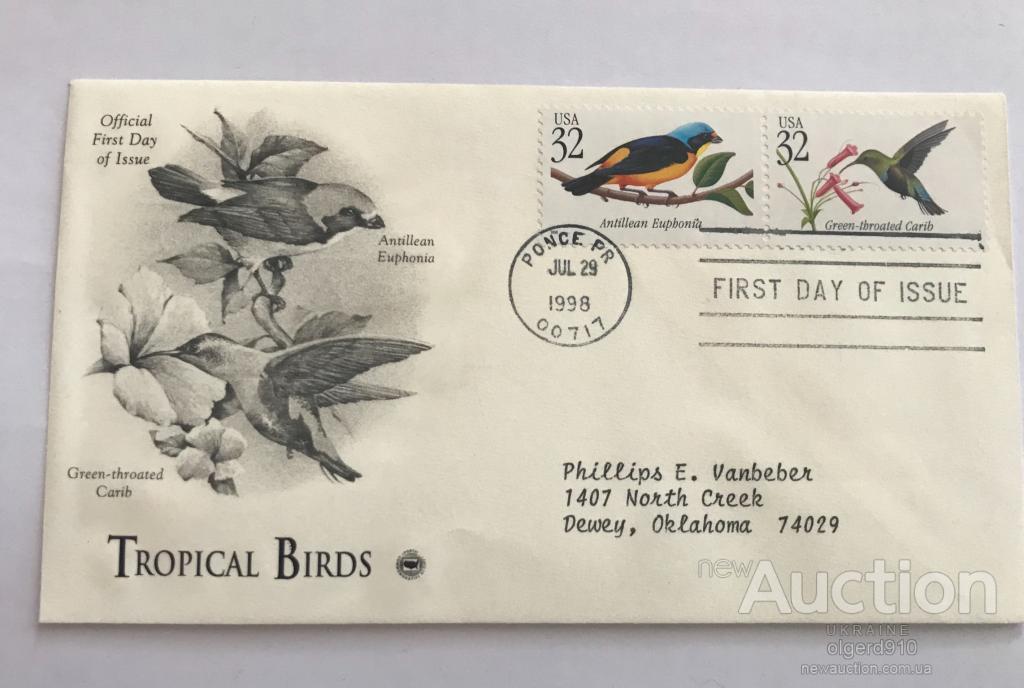 Official
First Day
of Issue
Antillean
Euphonia
Green-throated
Carib
TROPICAL BIRDS
USA
32
Antillean Euphonia
USA
32
Green-throated Carib
PONCE PR
JUL 29
1998
00717
FIRST DAY OF ISSUE
Phillips E. Vanbeber
1407 North Creek
Dewey, Oklahoma 74029
newAuction
UKRAINE
olgerd910
newauction.com.ua